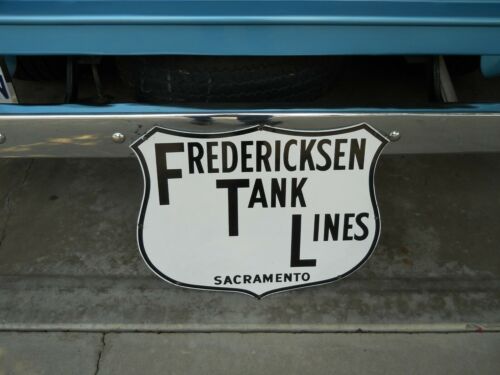 FREDERICKSEN
TANK
LINES
SACRAMENTO